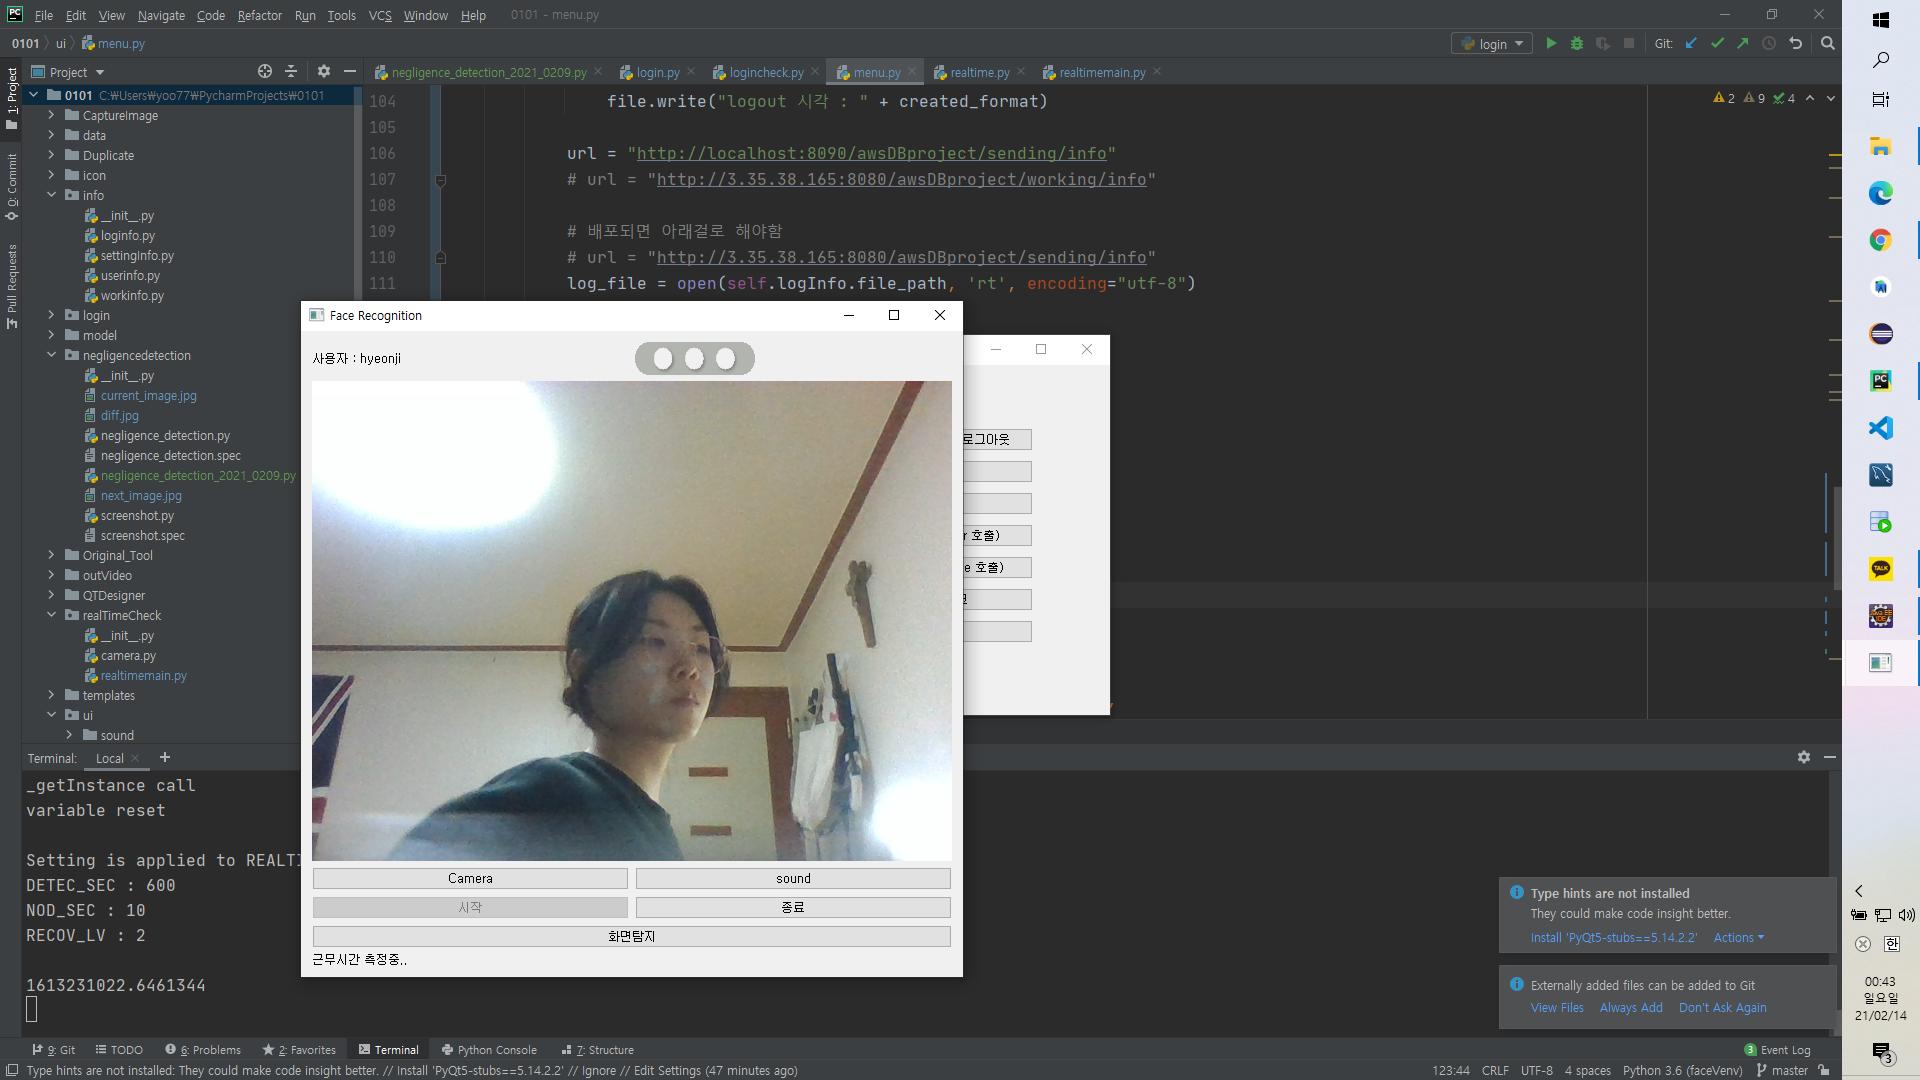 File Edit View Navigate Code Refactor Run Tools VCS Window Help 0101 - menu.py
0101 ui menu.py
login
Git:
1: Project
0: Commit
Pull Requests
Project
negligence_detection_2021_0209.py
login.py
logincheck.py
menu.py
realtime.py
realtimemain.py
0101 C:₩Users₩yoo77₩PycharmProjects₩0101
CaptureImage
data
Duplicate
icon
info
__init__.py
loginfo.py
settingInfo.py
userinfo.py
workinfo.py
login
model
negligencedetection
__init__.py
current_image.jpg
diff.jpg
negligence_detection.py
negligence_detection.spec
negligence_detection_2021_0209.py
next_image.jpg
screenshot.py
screenshot.spec
Original_Tool
outVideo
QTDesigner
realTimeCheck
__init__.py
camera.py
realtimemain.py
templates
ui
sound
2 9 4
104 file.write("logout 시각 : " + created_format)
105
106 url = "http://localhost:8090/awsDBproject/sending/info"
107 # url = "http://3.35.38.165:8080/awsDBproject/working/info"
108
109 # 배포되면 아래걸로 해야함
110 # url = "http://3.35.38.165:8080/awsDBproject/sending/info"
111 log_file = open(self.logInfo.file_path, 'rt', encoding="utf-8")
Face Recognition
사용자 : hyeonji
Camera
sound
시작
종료
화면탐지
근무시간 측정중..
로그아웃
호출)
호출)
Terminal: Local
_getInstance call
variable reset
Setting is applied to REALTI
DETEC_SEC : 600
NOD_SEC : 10
RECOV_LV : 2
1613231022.6461344
Type hints are not installed
They could make code insight better.
Install 'PyQt5-stubs==5.14.2.2' Actions
Externally added files can be added to Git
View Files Always Add Don't Ask Again
9: Git TODO 6: Problems 2: Favorites Terminal Python Console 7: Structure
3 Event Log
Type hints are not installed: They could make code insight better. // Install 'PyQt5-stubs==5.14.2.2' // Ignore // Edit Settings (47 minutes ago)
123:44 CRLF UTF-8 4 spaces Python 3.6 (faceVenv) master
TALK
한
00:43
일요일
21/02/14
3